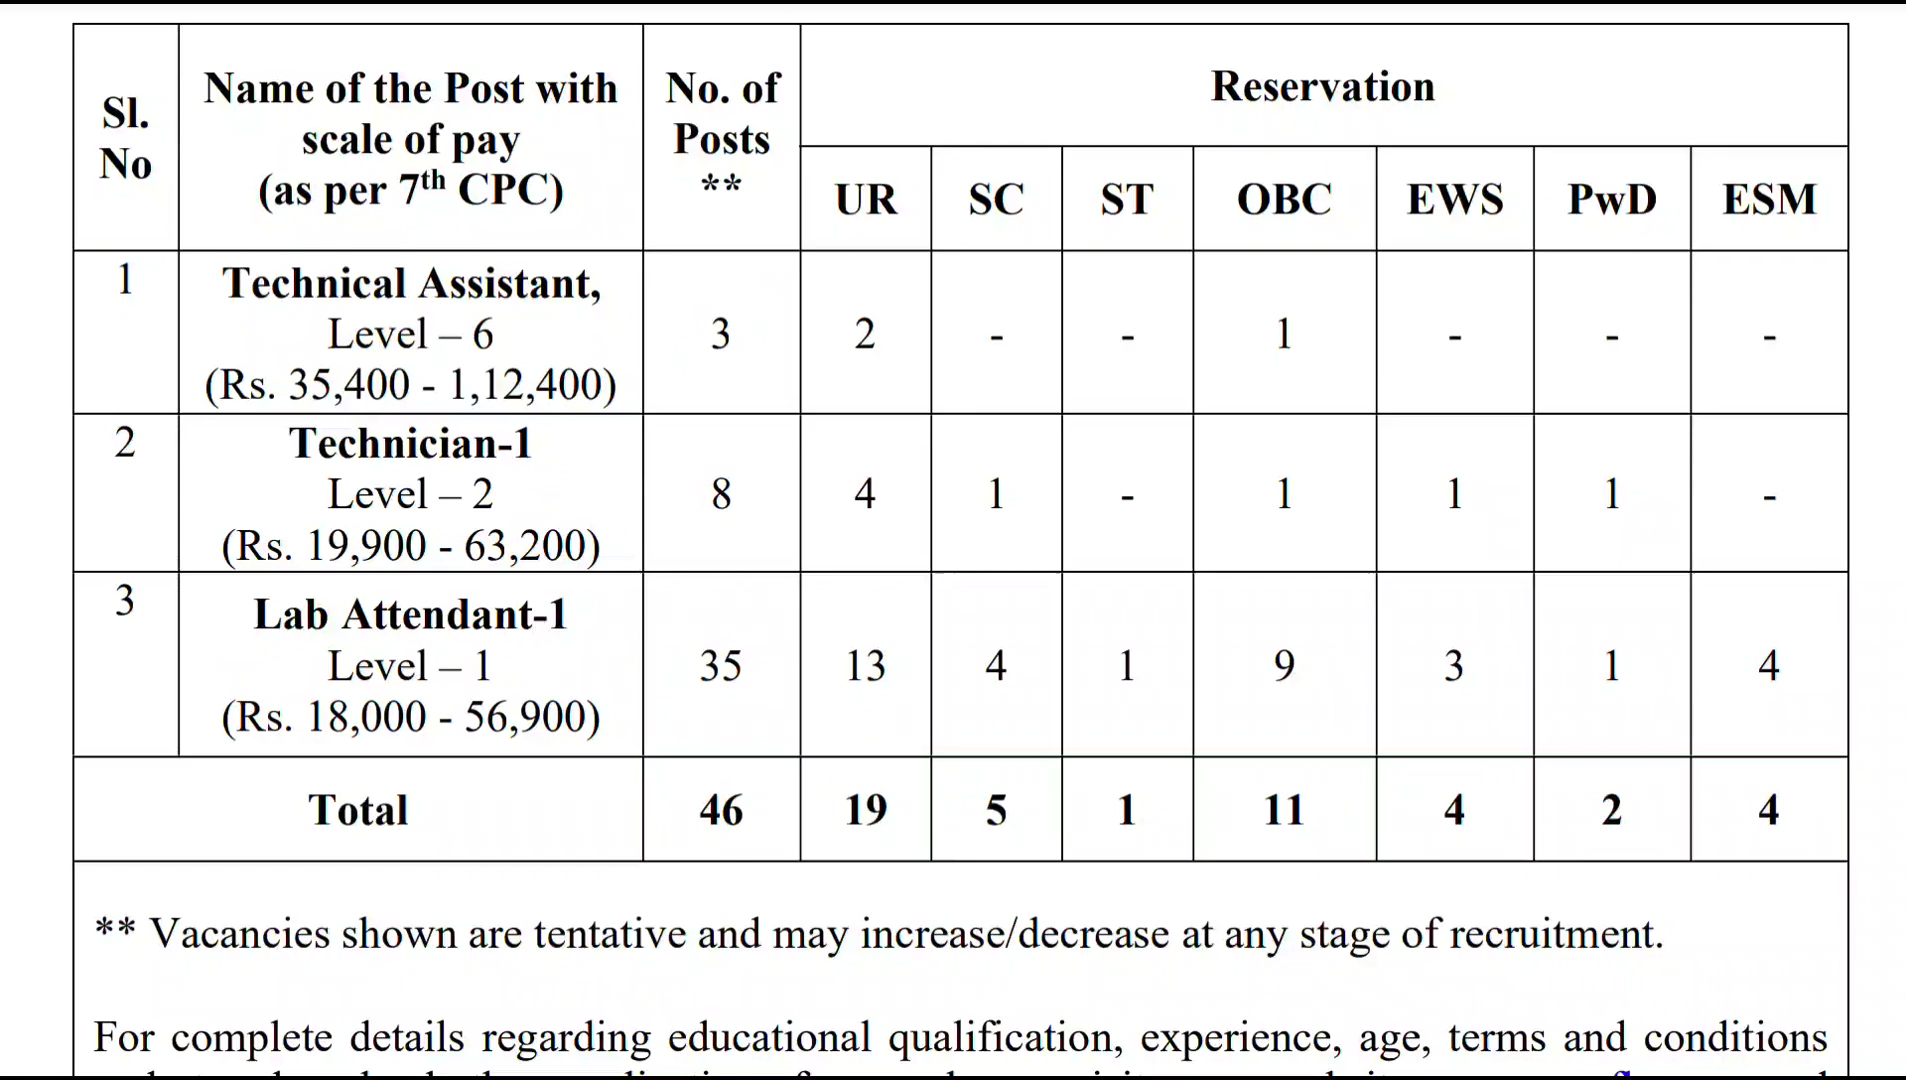 Sl. No | Name of the Post with scale of pay (as per 7th CPC) | No. of Posts ** | Reservation
UR | SC | ST | OBC | EWS | PwD | ESM
1 | Technical Assistant, Level – 6 (Rs. 35,400 - 1,12,400) | 3 | 2 | - | - | 1 | - | - | -
2 | Technician-1 Level – 2 (Rs. 19,900 - 63,200) | 8 | 4 | 1 | - | 1 | 1 | 1 | -
3 | Lab Attendant-1 Level – 1 (Rs. 18,000 - 56,900) | 35 | 13 | 4 | 1 | 9 | 3 | 1 | 4
Total | 46 | 19 | 5 | 1 | 11 | 4 | 2 | 4
** Vacancies shown are tentative and may increase/decrease at any stage of recruitment.
For complete details regarding educational qualification, experience, age, terms and conditions